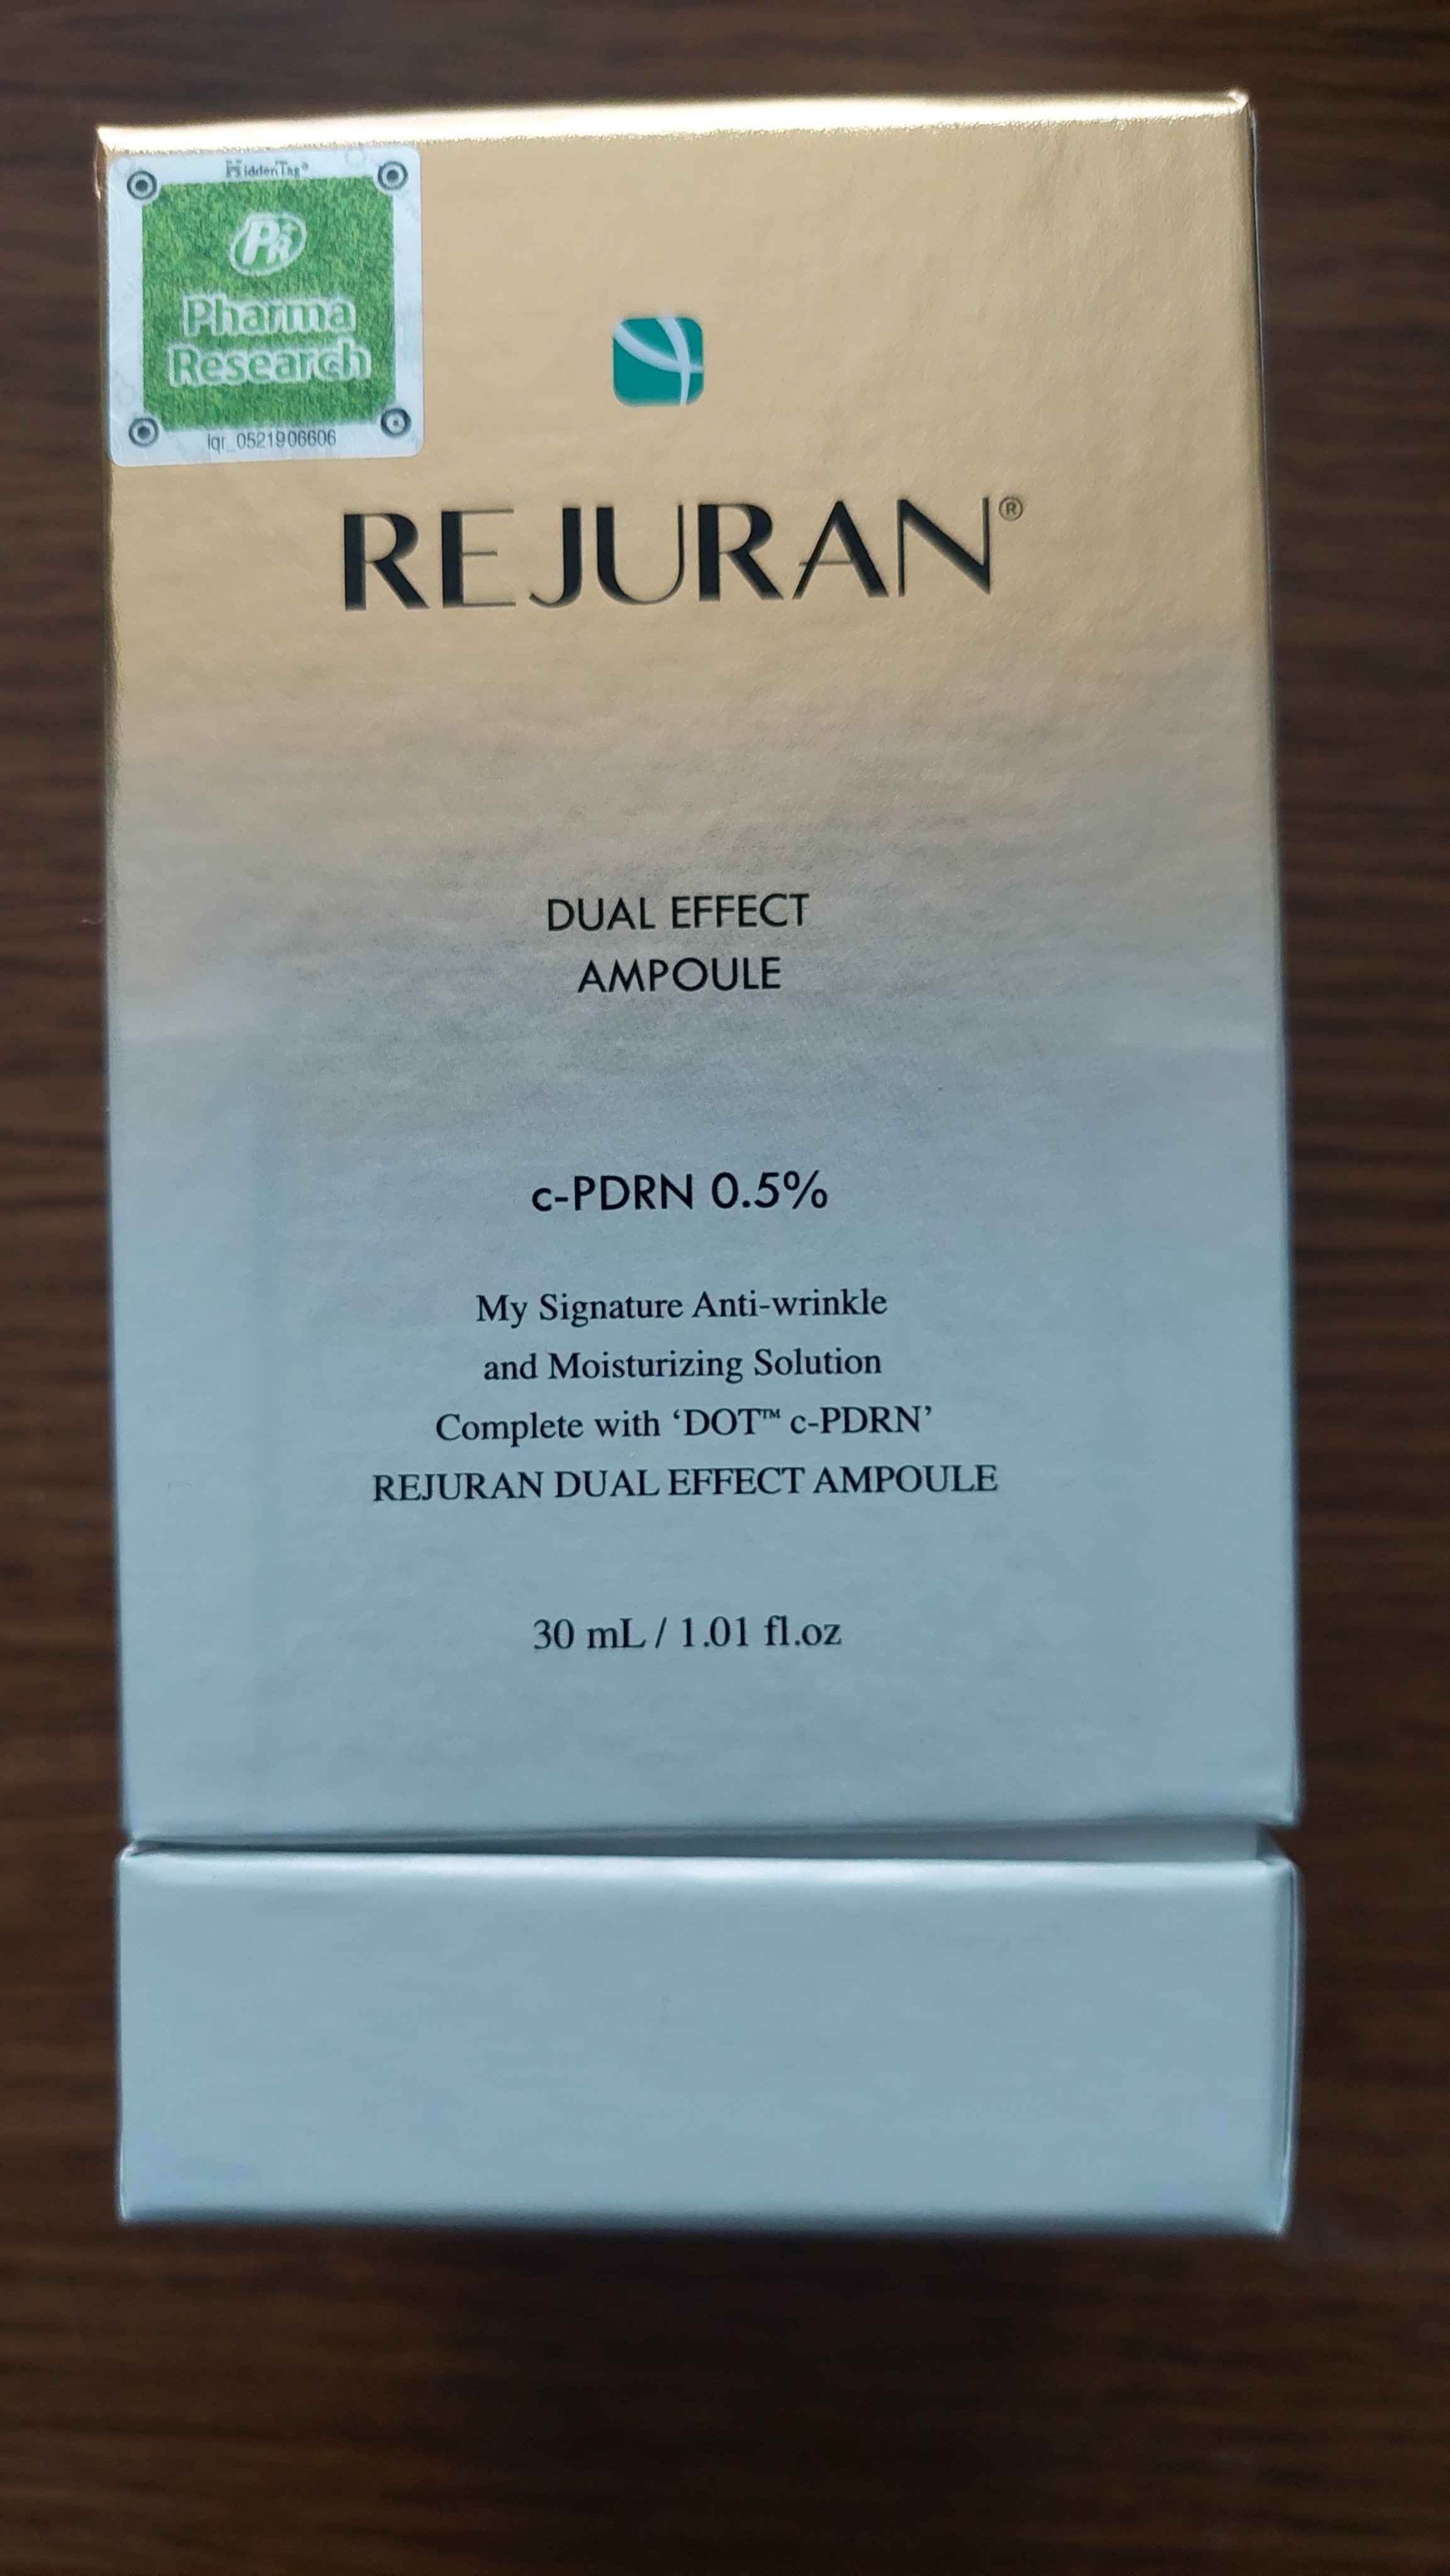 HiddenTag®
PR
Pharma
Research
iqr_0521906606
REJURAN®
DUAL EFFECT
AMPOULE
c-PDRN 0.5%
My Signature Anti-wrinkle
and Moisturizing Solution
Complete with ‘DOT™ c-PDRN’
REJURAN DUAL EFFECT AMPOULE
30 mL / 1.01 fl.oz